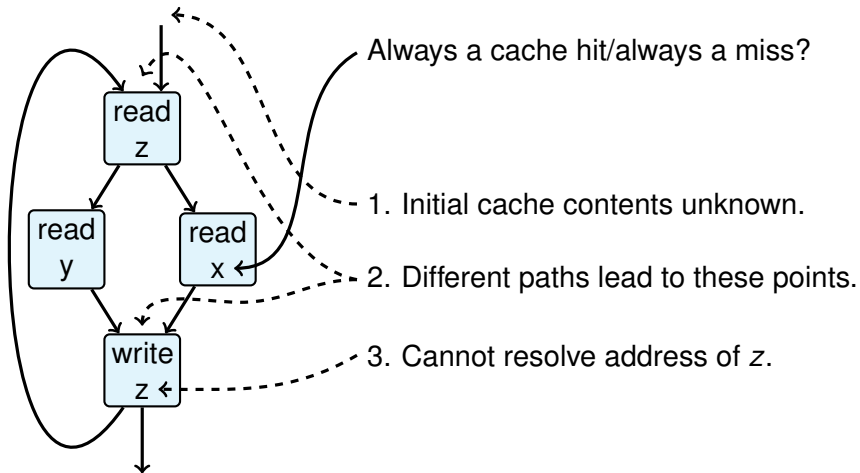 Always a cache hit/always a miss?
read
z
1. Initial cache contents unknown.
read
y
read
x
2. Different paths lead to these points.
write
z
3. Cannot resolve address of z.